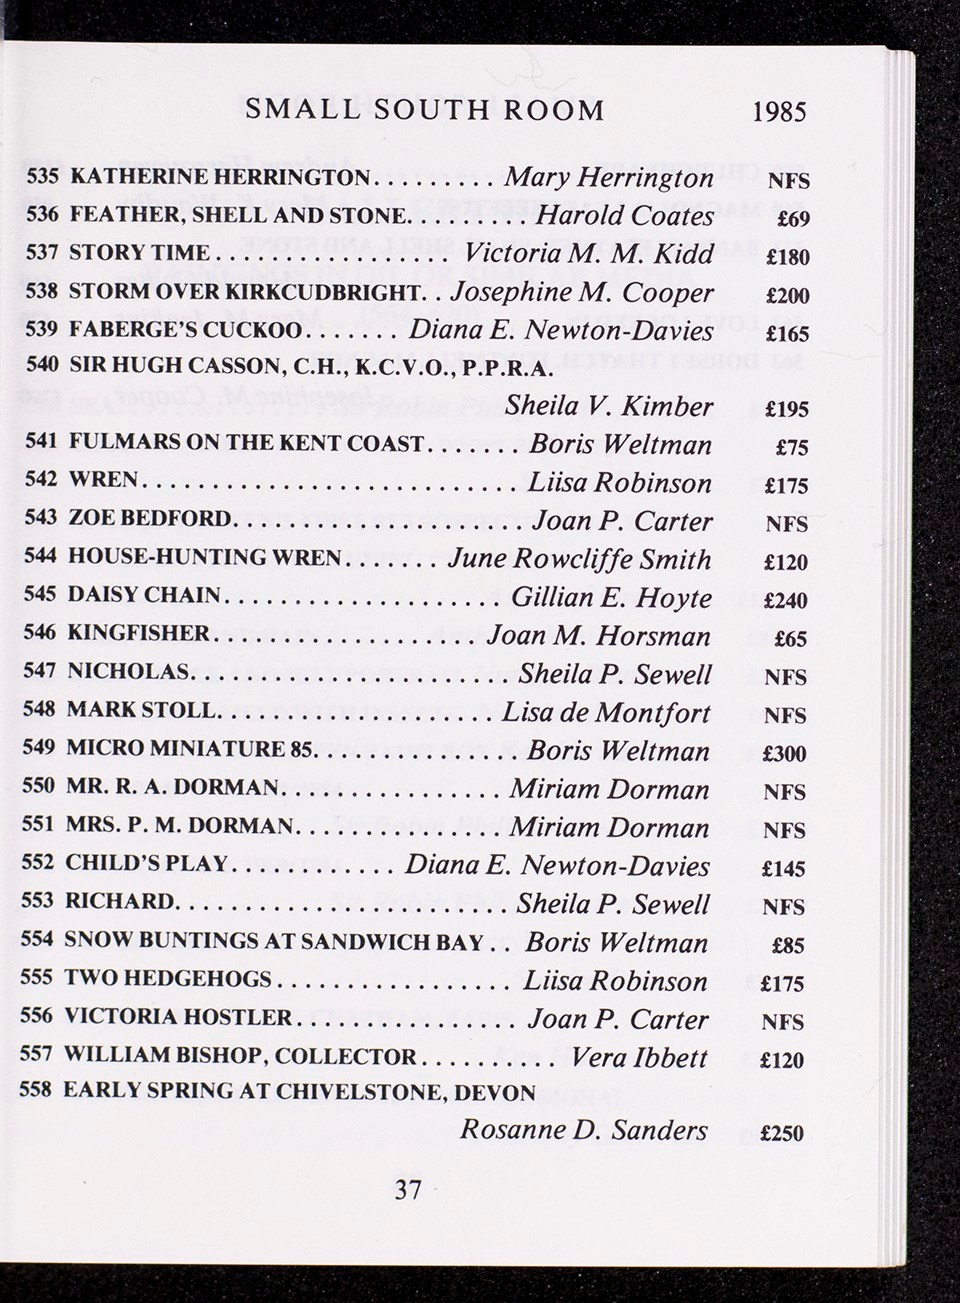 SMALL SOUTH ROOM 1985
535 KATHERINE HERRINGTON......... Mary Herrington NFS
536 FEATHER, SHELL AND STONE......... Harold Coates £69
537 STORY TIME.................. Victoria M. M. Kidd £180
538 STORM OVER KIRKCUDBRIGHT.. Josephine M. Cooper £200
539 FABERGE'S CUCKOO......... Diana E. Newton-Davies £165
540 SIR HUGH CASSON, C.H., K.C.V.O., P.P.R.A.
Sheila V. Kimber £195
541 FULMARS ON THE KENT COAST....... Boris Weltman £75
542 WREN........................... Liisa Robinson £175
543 ZOE BEDFORD..................... Joan P. Carter NFS
544 HOUSE-HUNTING WREN....... June Rowcliffe Smith £120
545 DAISY CHAIN.................... Gillian E. Hoyte £240
546 KINGFISHER.................... Joan M. Horsman £65
547 NICHOLAS....................... Sheila P. Sewell NFS
548 MARK STOLL.................... Lisa de Montfort NFS
549 MICRO MINIATURE 85............... Boris Weltman £300
550 MR. R. A. DORMAN................ Miriam Dorman NFS
551 MRS. P. M. DORMAN............... Miriam Dorman NFS
552 CHILD'S PLAY............ Diana E. Newton-Davies £145
553 RICHARD........................ Sheila P. Sewell NFS
554 SNOW BUNTINGS AT SANDWICH BAY.. Boris Weltman £85
555 TWO HEDGEHOGS................. Liisa Robinson £175
556 VICTORIA HOSTLER................ Joan P. Carter NFS
557 WILLIAM BISHOP, COLLECTOR.......... Vera Ibbett £120
558 EARLY SPRING AT CHIVELSTONE, DEVON
Rosanne D. Sanders £250
37